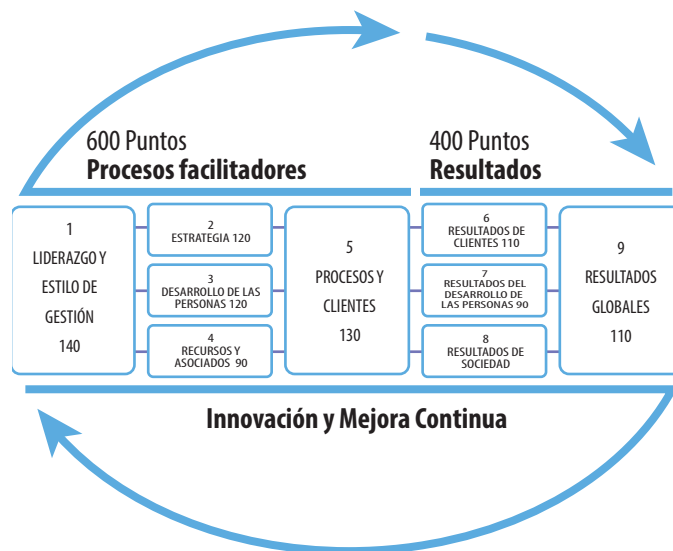 600 Puntos
Procesos facilitadores
400 Puntos
Resultados
1
LIDERAZGO Y
ESTILO DE
GESTIÓN
140
2
ESTRATEGIA 120
3
DESARROLLO DE LAS
PERSONAS 120
4
RECURSOS Y
ASOCIADOS 90
5
PROCESOS Y
CLIENTES
130
6
RESULTADOS DE
CLIENTES 110
7
RESULTADOS DEL
DESARROLLO DE
LAS PERSONAS 90
8
RESULTADOS DE
SOCIEDAD
9
RESULTADOS
GLOBALES
110
Innovación y Mejora Continua